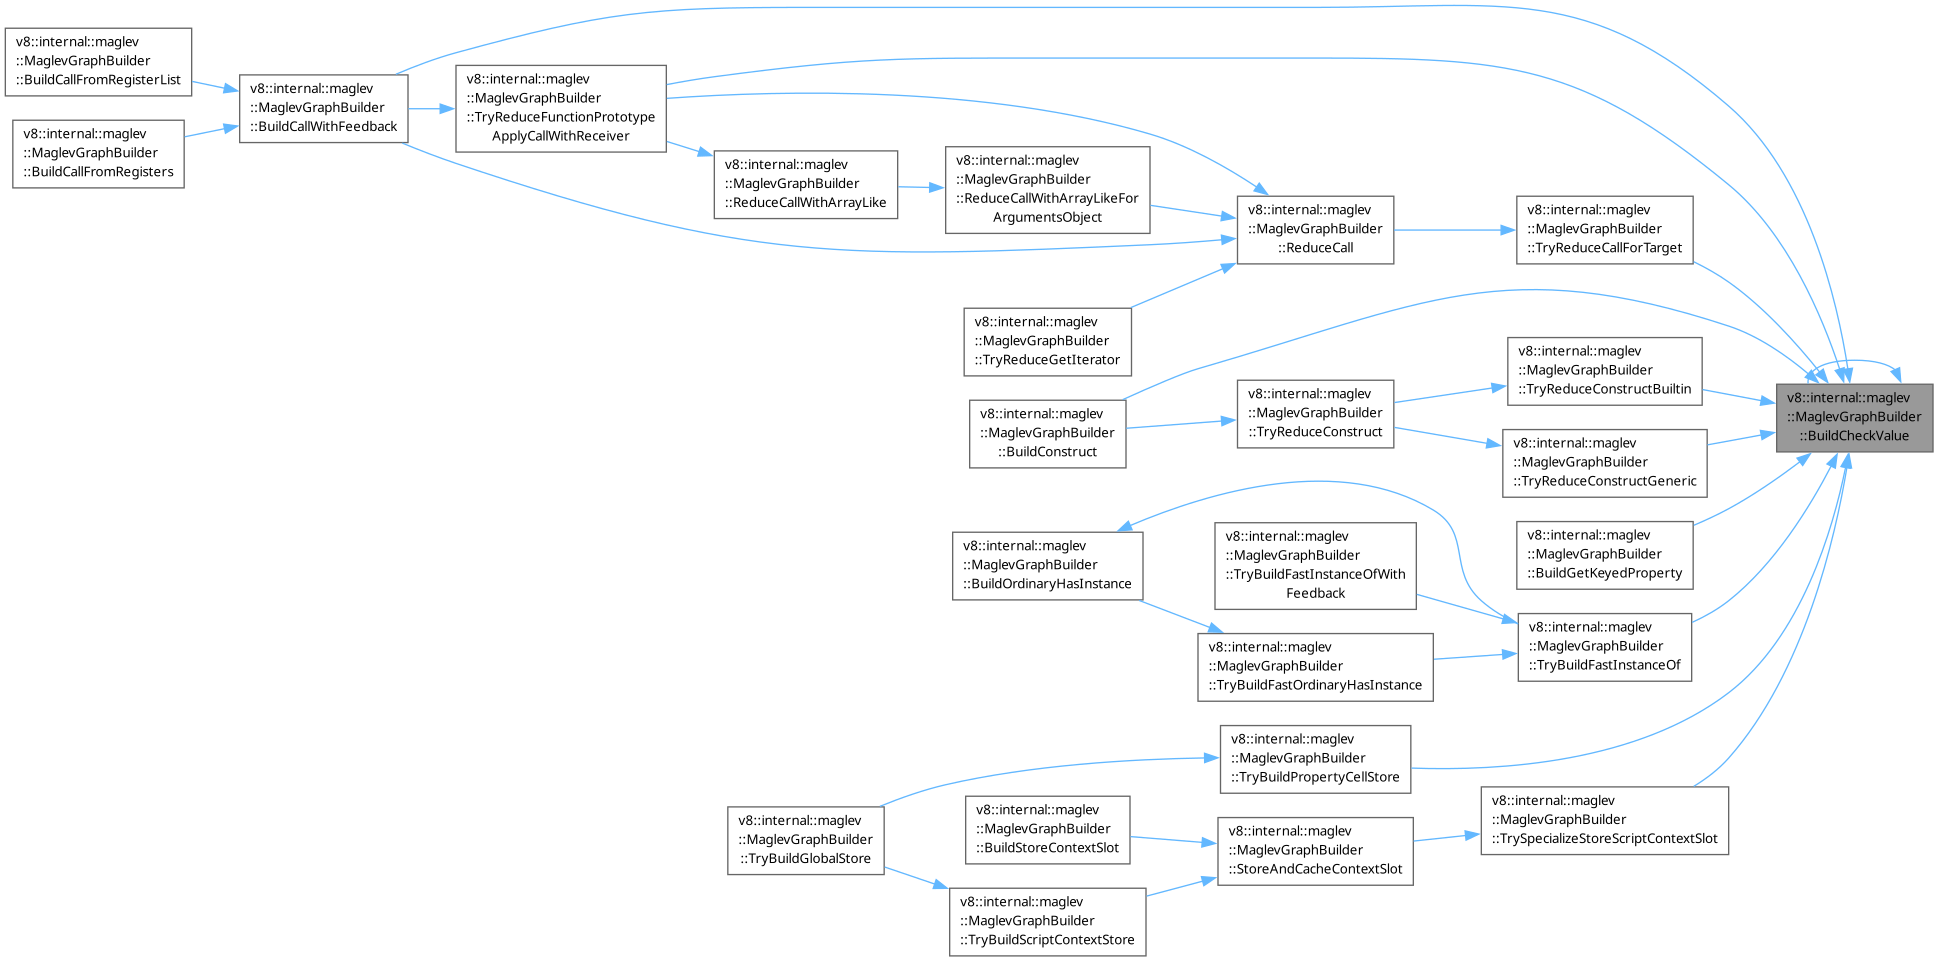 v8::internal::maglev
::MaglevGraphBuilder
::BuildCallFromRegisterList
v8::internal::maglev
::MaglevGraphBuilder
::BuildCallFromRegisters
v8::internal::maglev
::MaglevGraphBuilder
::BuildCallWithFeedback
v8::internal::maglev
::MaglevGraphBuilder
::TryReduceFunctionPrototype
ApplyCallWithReceiver
v8::internal::maglev
::MaglevGraphBuilder
::ReduceCallWithArrayLike
v8::internal::maglev
::MaglevGraphBuilder
::ReduceCallWithArrayLikeFor
ArgumentsObject
v8::internal::maglev
::MaglevGraphBuilder
::ReduceCall
v8::internal::maglev
::MaglevGraphBuilder
::TryReduceCallForTarget
v8::internal::maglev
::MaglevGraphBuilder
::TryReduceGetIterator
v8::internal::maglev
::MaglevGraphBuilder
::TryReduceConstructBuiltin
v8::internal::maglev
::MaglevGraphBuilder
::BuildCheckValue
v8::internal::maglev
::MaglevGraphBuilder
::TryReduceConstruct
v8::internal::maglev
::MaglevGraphBuilder
::BuildConstruct
v8::internal::maglev
::MaglevGraphBuilder
::TryReduceConstructGeneric
v8::internal::maglev
::MaglevGraphBuilder
::BuildGetKeyedProperty
v8::internal::maglev
::MaglevGraphBuilder
::BuildOrdinaryHasInstance
v8::internal::maglev
::MaglevGraphBuilder
::TryBuildFastInstanceOfWith
Feedback
v8::internal::maglev
::MaglevGraphBuilder
::TryBuildFastInstanceOf
v8::internal::maglev
::MaglevGraphBuilder
::TryBuildFastOrdinaryHasInstance
v8::internal::maglev
::MaglevGraphBuilder
::TryBuildPropertyCellStore
v8::internal::maglev
::MaglevGraphBuilder
::TryBuildGlobalStore
v8::internal::maglev
::MaglevGraphBuilder
::BuildStoreContextSlot
v8::internal::maglev
::MaglevGraphBuilder
::StoreAndCacheContextSlot
v8::internal::maglev
::MaglevGraphBuilder
::TrySpecializeStoreScriptContextSlot
v8::internal::maglev
::MaglevGraphBuilder
::TryBuildScriptContextStore